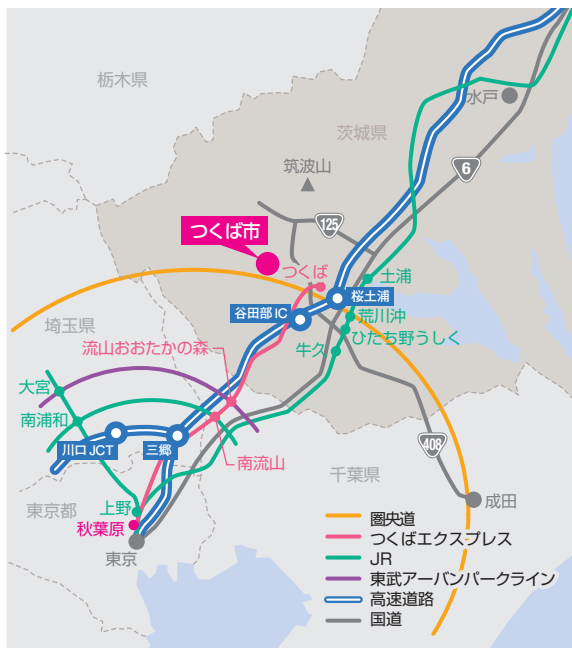 栃木県
水戸
茨城県
筑波山
6
125
つくば市
つくば
土浦
桜土浦
谷田部IC
荒川沖
埼玉県
ひたち野うしく
流山おおたかの森
牛久
大宮
南浦和
川口JCT
三郷
408
南流山
千葉県
成田
上野
東京都
秋葉原
東京
圏央道
つくばエクスプレス
JR
東武アーバンパークライン
高速道路
国道